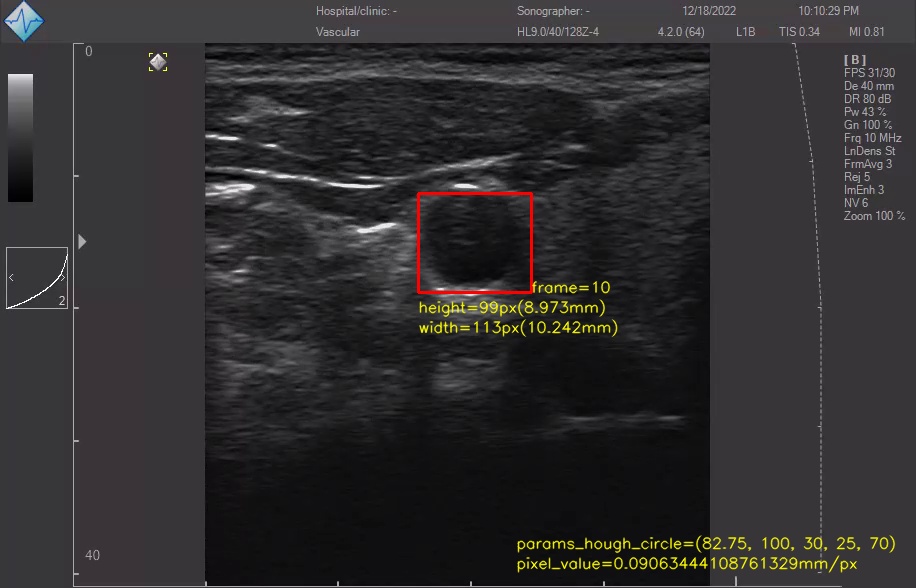 Hospital/clinic: - Sonographer: - 12/18/2022 10:10:29 PM
Vascular HL9.0/40/128Z-4 4.2.0 (64) L1B TIS 0.34 MI 0.81
0
[ B ]
FPS 31/30
De 40 mm
DR 80 dB
Pw 43 %
Gn 100 %
Frq 10 MHz
LnDens St
FrmAvg 3
Rej 5
ImEnh 3
NV 6
Zoom 100 %
2
frame=10
height=99px(8.973mm)
width=113px(10.242mm)
40
params_hough_circle=(82.75, 100, 30, 25, 70)
pixel_value=0.09063444108761329mm/px